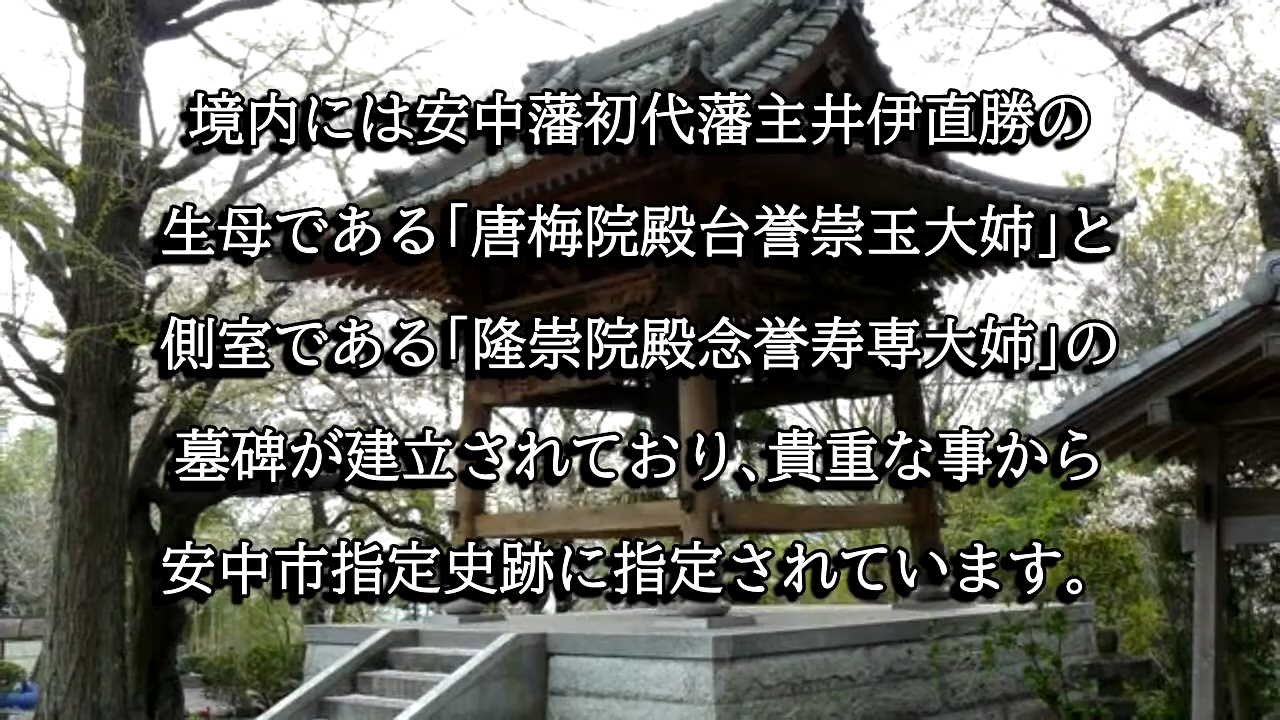 境内には安中藩初代藩主井伊直勝の
生母である「唐梅院殿台誉崇玉大姉」と
側室である「隆崇院殿念誉寿専大姉」の
墓碑が建立されており、貴重な事から
安中市指定史跡に指定されています。